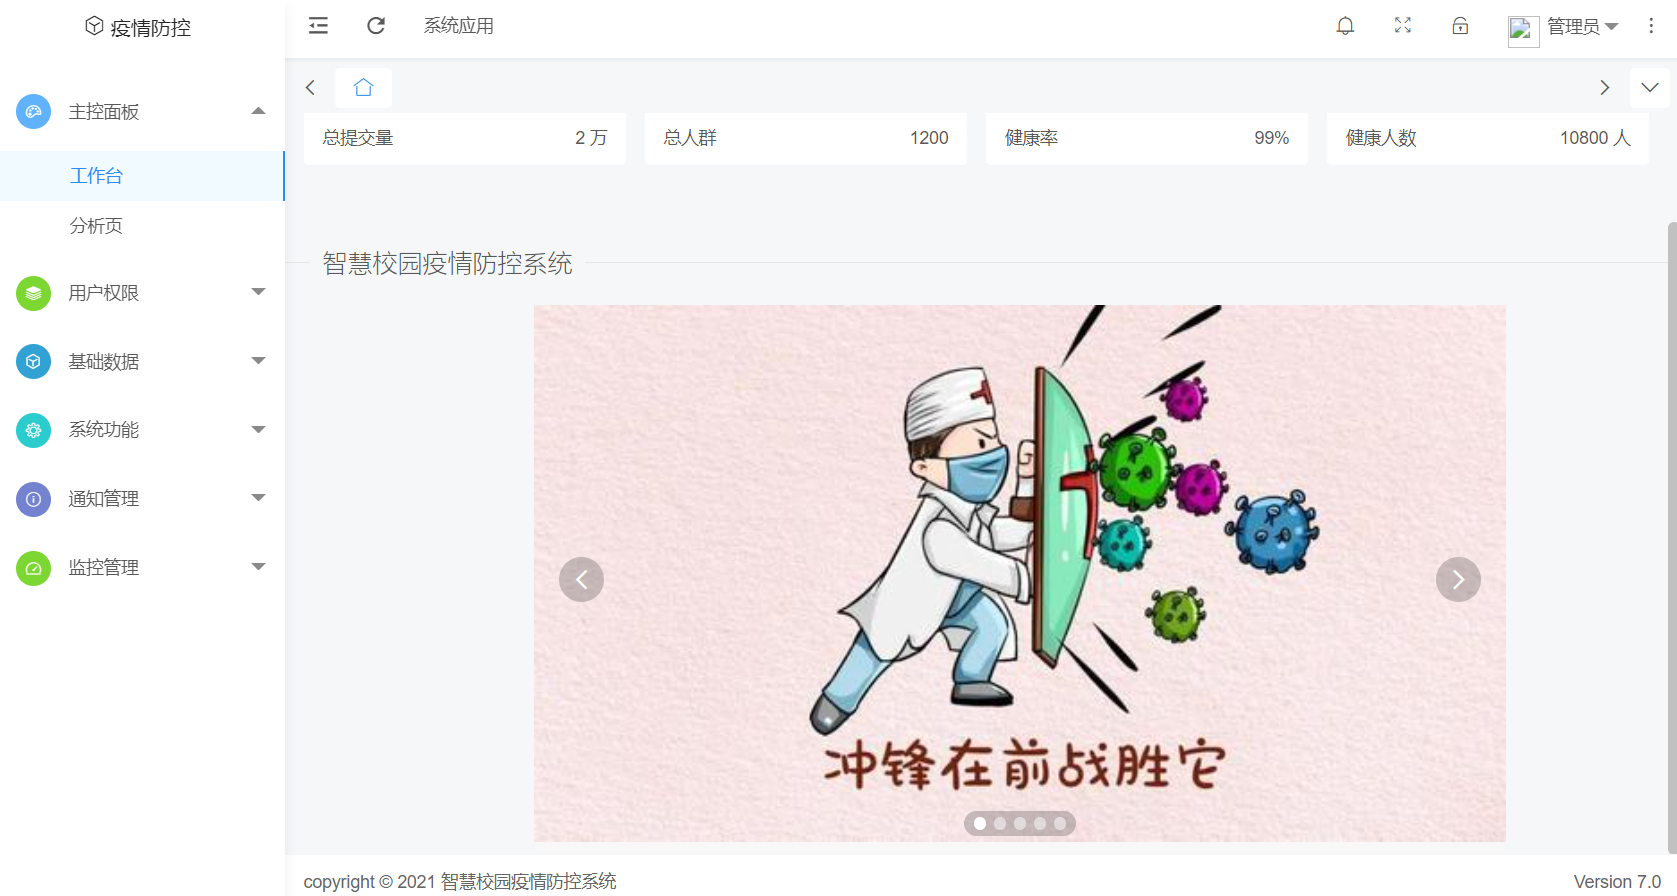 疫情防控
系统应用
管理员
主控面板
工作台
分析页
用户权限
基础数据
系统功能
通知管理
监控管理
总提交量 2 万
总人群 1200
健康率 99%
健康人数 10800 人
智慧校园疫情防控系统
冲锋在前战胜它
copyright © 2021 智慧校园疫情防控系统
Version 7.0